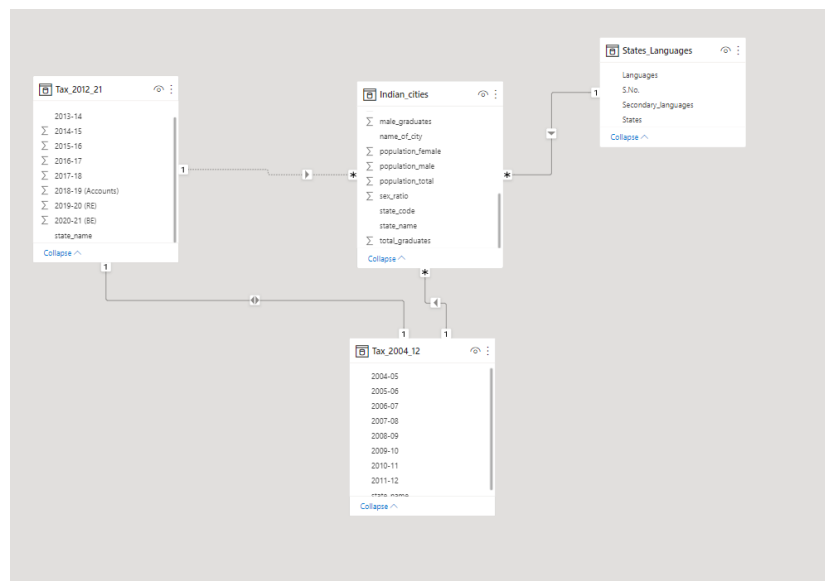 Tax_2012_21
2013-14
∑ 2014-15
∑ 2015-16
∑ 2016-17
∑ 2017-18
∑ 2018-19 (Accounts)
∑ 2019-20 (RE)
∑ 2020-21 (BE)
state_name
Collapse
1
1
Indian_cities
∑ male_graduates
name_of_city
∑ population_female
∑ population_male
∑ population_total
∑ sex_ratio
state_code
state_name
∑ total_graduates
Collapse
*
*
*
States_Languages
Languages
S.No.
Secondary_languages
States
Collapse
1
1
1
Tax_2004_12
2004-05
2005-06
2006-07
2007-08
2008-09
2009-10
2010-11
2011-12
state_name
Collapse